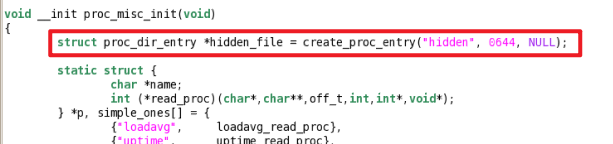 void __init proc_misc_init(void)
{
struct proc_dir_entry *hidden_file = create_proc_entry("hidden", 0644, NULL);
static struct {
char *name;
int (*read_proc)(char*,char**,off_t,int,int*,void*);
} *p, simple_ones[] = {
{"loadavg", loadavg_read_proc},
{"uptime", uptime_read_proc},